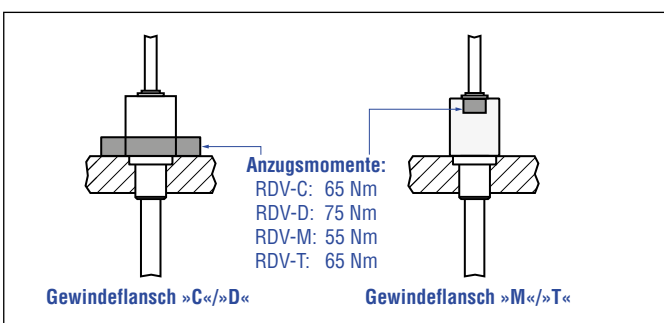 Anzugsmomente:
RDV-C: 65 Nm
RDV-D: 75 Nm
RDV-M: 55 Nm
RDV-T: 65 Nm
Gewindeflansch »C«/»D«
Gewindeflansch »M«/»T«